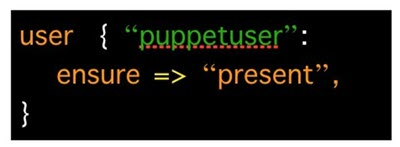 user { “puppetuser”:
ensure => “present”,
}